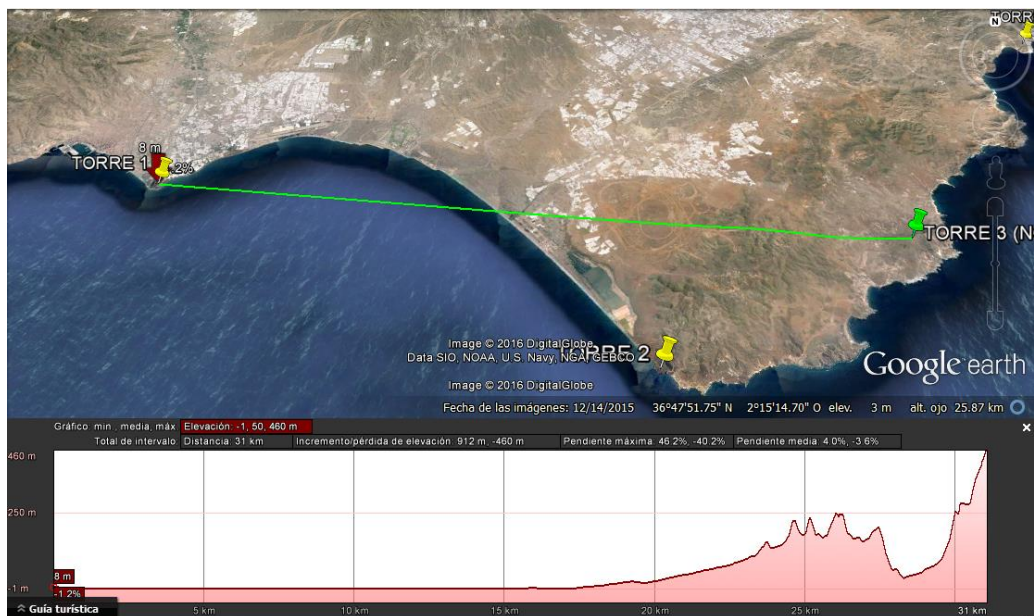 TORRE
N
8 m
TORRE 1
.2%
TORRE 3 (N
TORRE 2
Image © 2016 DigitalGlobe
Data SIO, NOAA, U.S. Navy, NGA, GEBCO
Image © 2016 DigitalGlobe
Google earth
Fecha de las imágenes: 12/14/2015 36°47'51.75" N 2°15'14.70" O elev. 3 m alt. ojo 25.87 km
Gráfico: min., media, máx Elevación: -1, 50, 460 m
Total de intervalo: Distancia: 31 km Incremento/pérdida de elevación: 912 m, -460 m Pendiente máxima: 46.2%, -40.2% Pendiente media: 4.0%, -3.6%
460 m
250 m
8 m
-1 m
-1.2%
Guía turística
5 km 10 km 15 km 20 km 25 km 31 km